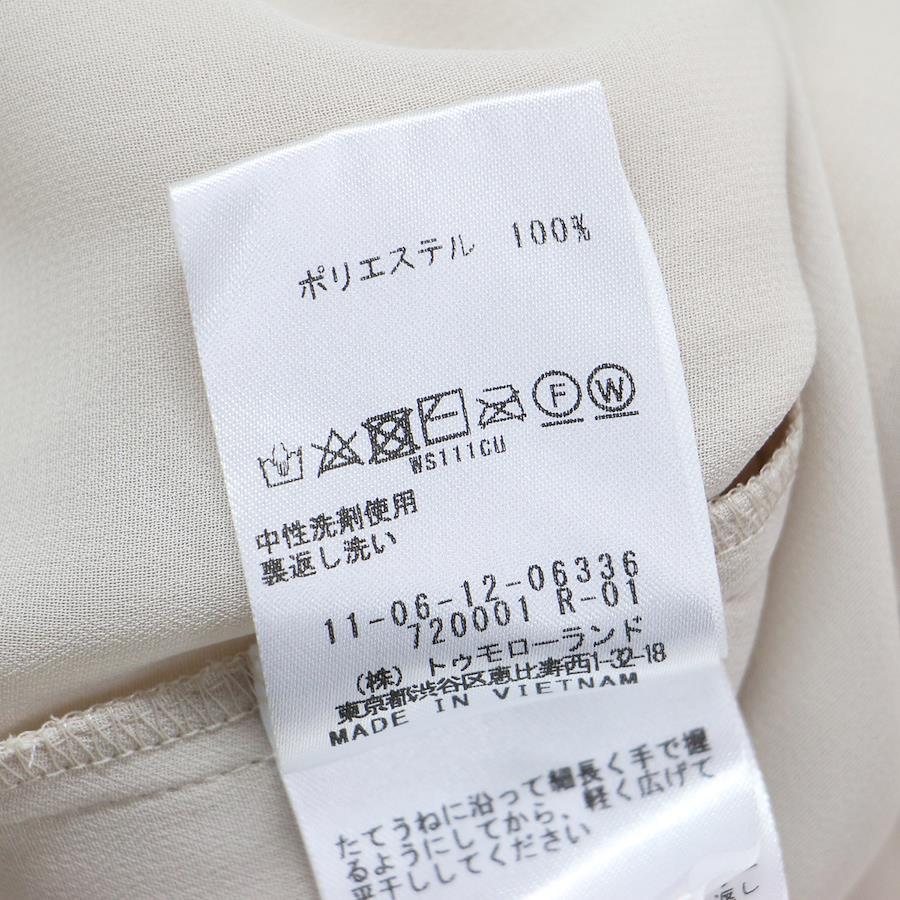 ポリエステル 100%
F W
WS111CU
中性洗剤使用
裏返し洗い
11-06-12-06336
720001 R-01
(株) トゥモローランド
東京都渋谷区恵比寿西1-32-18
MADE IN VIETNAM
たてうねに沿って細長く手で握
るようにしてから、軽く広げて
平干ししてください
返し